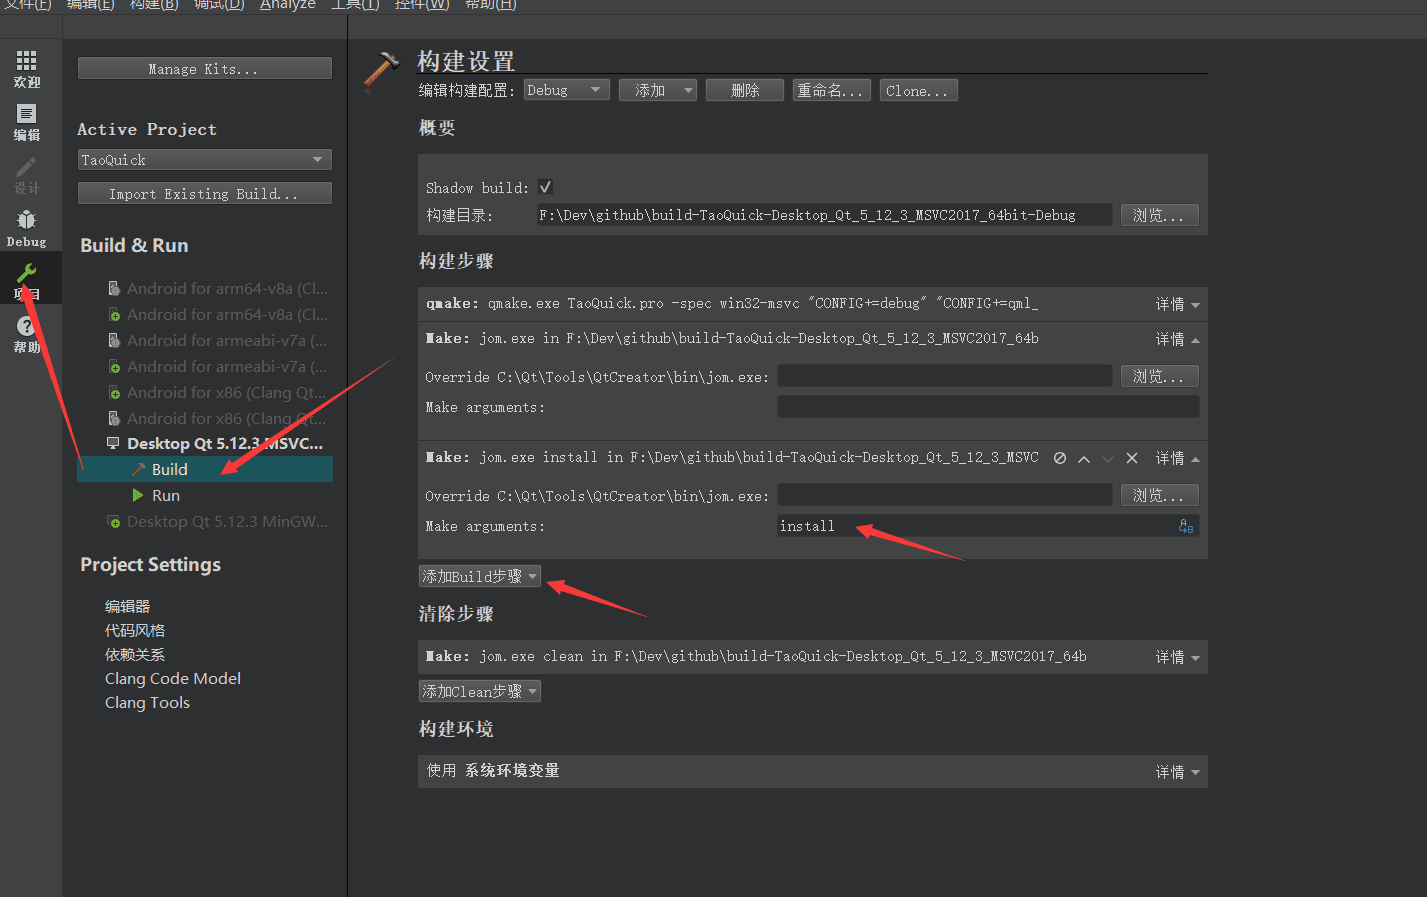 文件(F) 编辑(E) 构建(B) 调试(D) Analyze 工具(T) 控件(W) 帮助(H)
欢迎
编辑
设计
Debug
项目
帮助
Manage Kits...
Active Project
TaoQuick
Import Existing Build...
Build & Run
Android for arm64-v8a (Cl...
Android for arm64-v8a (Cl...
Android for armeabi-v7a (...
Android for armeabi-v7a (...
Android for x86 (Clang Qt...
Android for x86 (Clang Qt...
Desktop Qt 5.12.3 MSVC...
Build
Run
Desktop Qt 5.12.3 MinGW...
Project Settings
编辑器
代码风格
依赖关系
Clang Code Model
Clang Tools
构建设置
编辑构建配置: Debug 添加 删除 重命名... Clone...
概要
Shadow build:
构建目录: F:\Dev\github\build-TaoQuick-Desktop_Qt_5_12_3_MSVC2017_64bit-Debug 浏览...
构建步骤
qmake: qmake.exe TaoQuick.pro -spec win32-msvc "CONFIG+=debug" "CONFIG+=qml_ 详情
Make: jom.exe in F:\Dev\github\build-TaoQuick-Desktop_Qt_5_12_3_MSVC2017_64b 详情
Override C:\Qt\Tools\QtCreator\bin\jom.exe: 浏览...
Make arguments:
Make: jom.exe install in F:\Dev\github\build-TaoQuick-Desktop_Qt_5_12_3_MSVC 详情
Override C:\Qt\Tools\QtCreator\bin\jom.exe: 浏览...
Make arguments: install
添加Build步骤
清除步骤
Make: jom.exe clean in F:\Dev\github\build-TaoQuick-Desktop_Qt_5_12_3_MSVC2017_64b 详情
添加Clean步骤
构建环境
使用 系统环境变量 详情